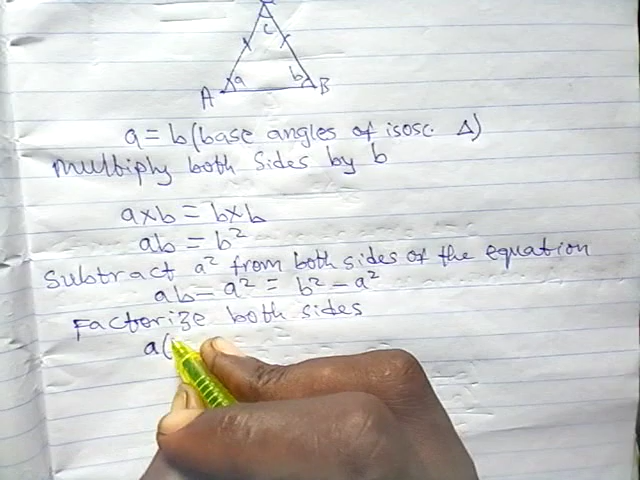 c
A a b B
a = b (base angles of isosc. Δ)
multiply both sides by b
a×b = b×b
ab = b²
Subtract a² from both sides of the equation
ab - a² = b² - a²
Factorize both sides
a(